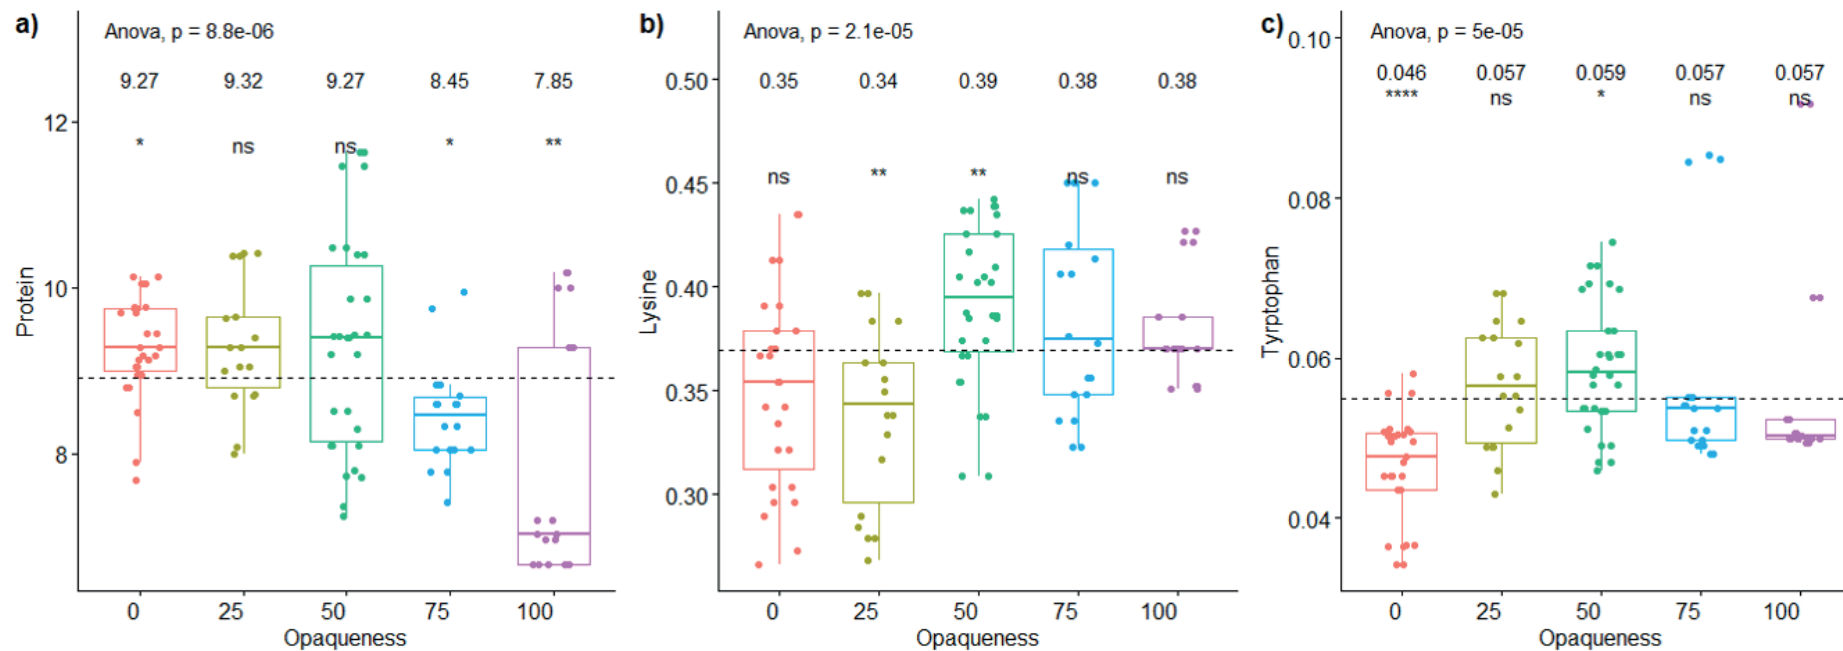 a)
Anova, p = 8.8e-06
9.27 9.32 9.27 8.45 7.85
* ns ns * **
12
10
8
Protein
0 25 50 75 100
Opaqueness
b)
Anova, p = 2.1e-05
0.35 0.34 0.39 0.38 0.38
ns ** ** ns ns
0.50
0.45
0.40
0.35
0.30
Lysine
0 25 50 75 100
Opaqueness
c)
Anova, p = 5e-05
0.046 0.057 0.059 0.057 0.057
**** ns * ns ns
0.10
0.08
0.06
0.04
Tyrptophan
0 25 50 75 100
Opaqueness